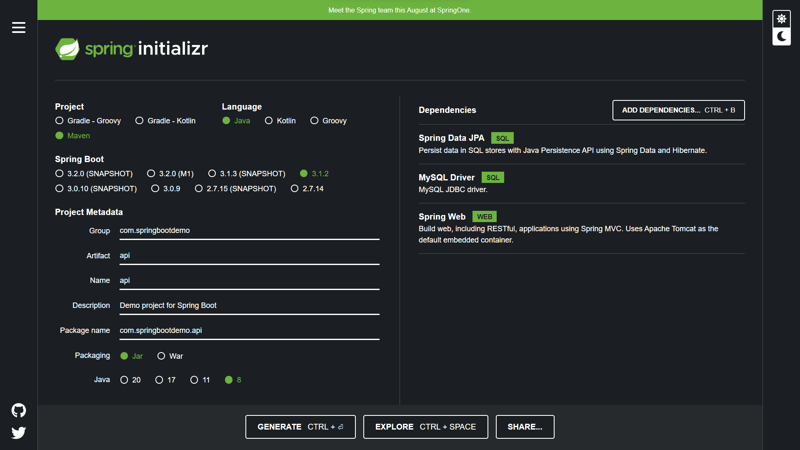 Meet the Spring team this August at SpringOne.
spring initializr
Project
Gradle - Groovy Gradle - Kotlin
Maven
Language
Java Kotlin Groovy
Spring Boot
3.2.0 (SNAPSHOT) 3.2.0 (M1) 3.1.3 (SNAPSHOT) 3.1.2
3.0.10 (SNAPSHOT) 3.0.9 2.7.15 (SNAPSHOT) 2.7.14
Project Metadata
Group com.springbootdemo
Artifact api
Name api
Description Demo project for Spring Boot
Package name com.springbootdemo.api
Packaging Jar War
Java 20 17 11 8
Dependencies ADD DEPENDENCIES... CTRL + B
Spring Data JPA SQL
Persist data in SQL stores with Java Persistence API using Spring Data and Hibernate.
MySQL Driver SQL
MySQL JDBC driver.
Spring Web WEB
Build web, including RESTful, applications using Spring MVC. Uses Apache Tomcat as the
default embedded container.
GENERATE CTRL + ⏎ EXPLORE CTRL + SPACE SHARE...